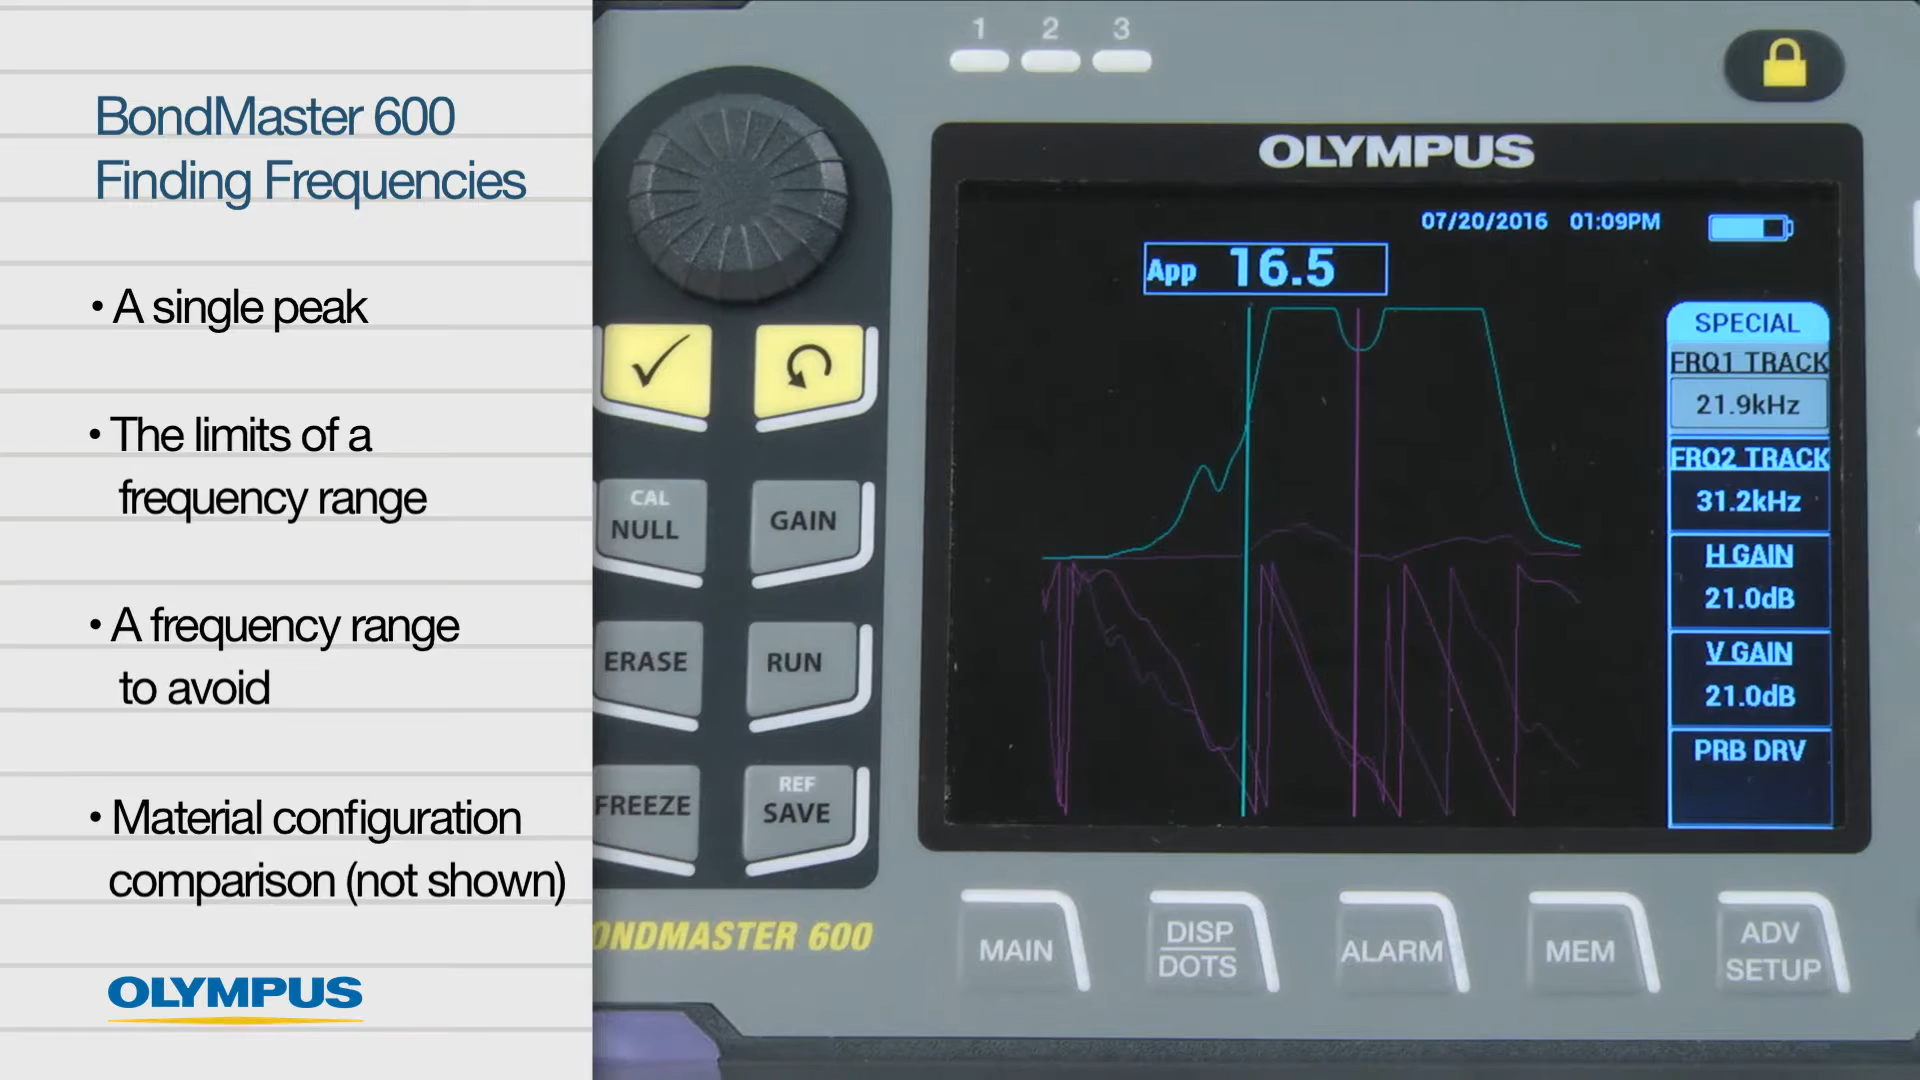 BondMaster 600
Finding Frequencies
• A single peak
• The limits of a
frequency range
• A frequency range
to avoid
• Material configuration
comparison (not shown)
OLYMPUS
1 2 3
OLYMPUS
07/20/2016 01:09PM
App 16.5
SPECIAL
FRQ1 TRACK
21.9kHz
FRQ2 TRACK
31.2kHz
H GAIN
21.0dB
V GAIN
21.0dB
PRB DRV
CAL
NULL
GAIN
ERASE
RUN
FREEZE
REF
SAVE
ONDMASTER 600
MAIN
DISP
DOTS
ALARM
MEM
ADV
SETUP